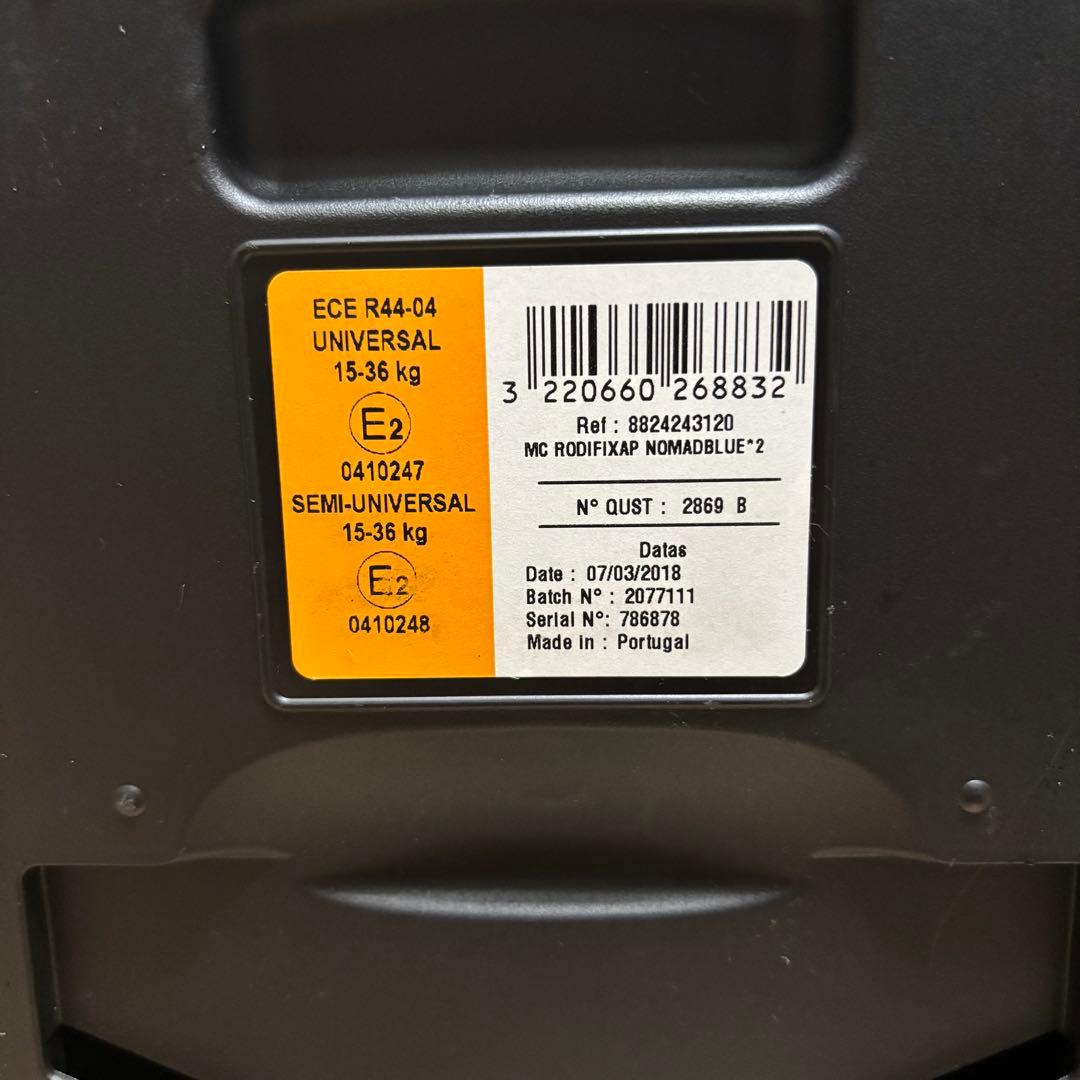 ECE R44-04
UNIVERSAL
15-36 kg
E2
0410247
SEMI-UNIVERSAL
15-36 kg
E2
0410248
3 220660 268832
Ref : 8824243120
MC RODIFIXAP NOMADBLUE*2
N° QUST : 2869 B
Datas
Date : 07/03/2018
Batch N° : 2077111
Serial N°: 786878
Made in : Portugal